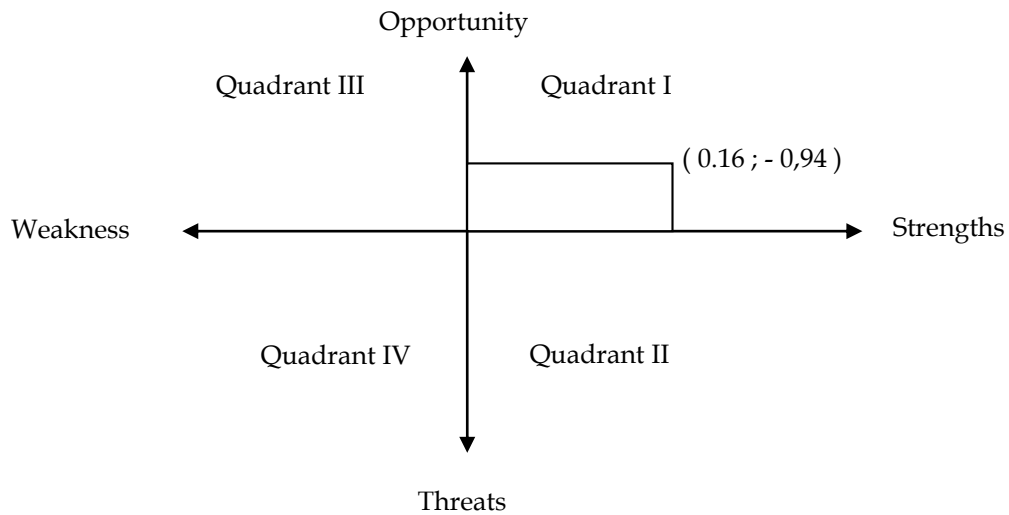 Opportunity
Quadrant III
Quadrant I
( 0.16 ; - 0,94 )
Weakness
Strengths
Quadrant IV
Quadrant II
Threats